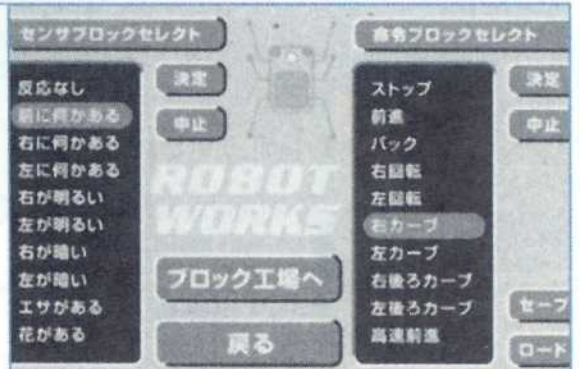 センサブロックセレクト
反応なし
前に何かある
右に何かある
左に何かある
右が明るい
左が明るい
右が暗い
左が暗い
エサがある
花がある
決定
中止
ROBOT
WORKS
ブロック工場へ
戻る
命令ブロックセレクト
ストップ
前進
バック
右回転
左回転
右カーブ
左カーブ
右後ろカーブ
左後ろカーブ
高速前進
決定
中止
セーブ
ロード